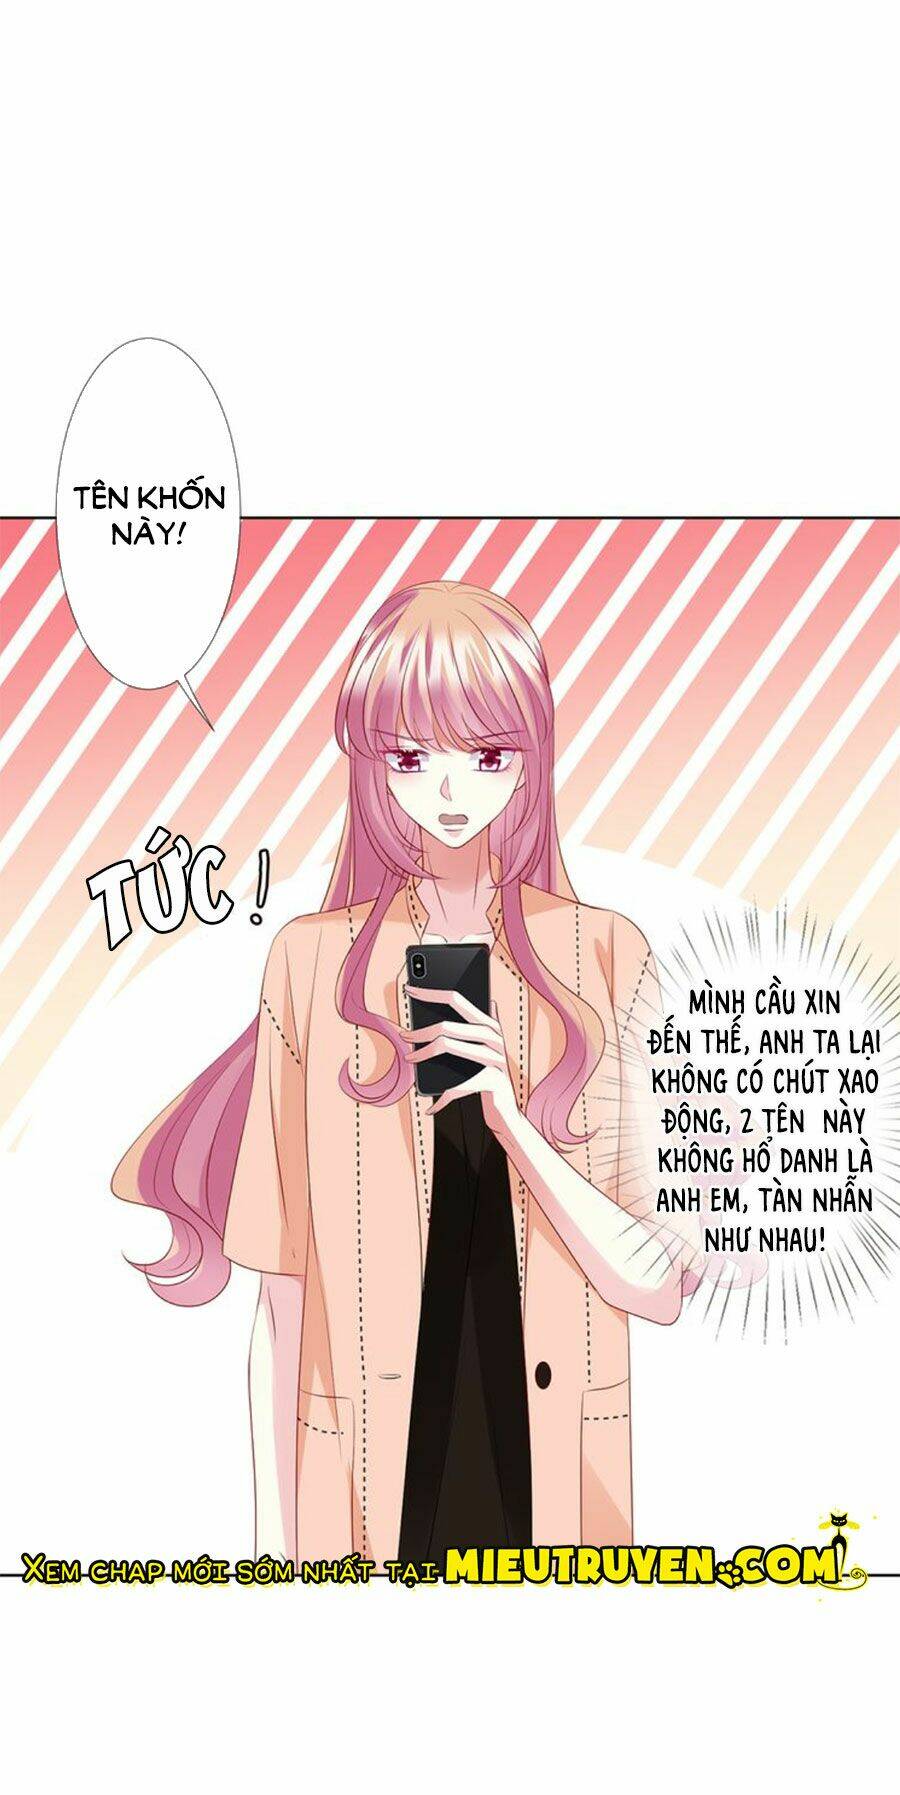 TÊN KHỐN
NÀY!
TỨC!
MÌNH CẦU XIN
ĐẾN THẾ, ANH TA LẠI
KHÔNG CÓ CHÚT XAO
ĐỘNG, 2 TÊN NÀY
KHÔNG HỔ DANH LÀ
ANH EM, TÀN NHẪN
NHƯ NHAU!
XEM CHAP MỚI SỚM NHẤT TẠI MIEUTRUYEN.COM